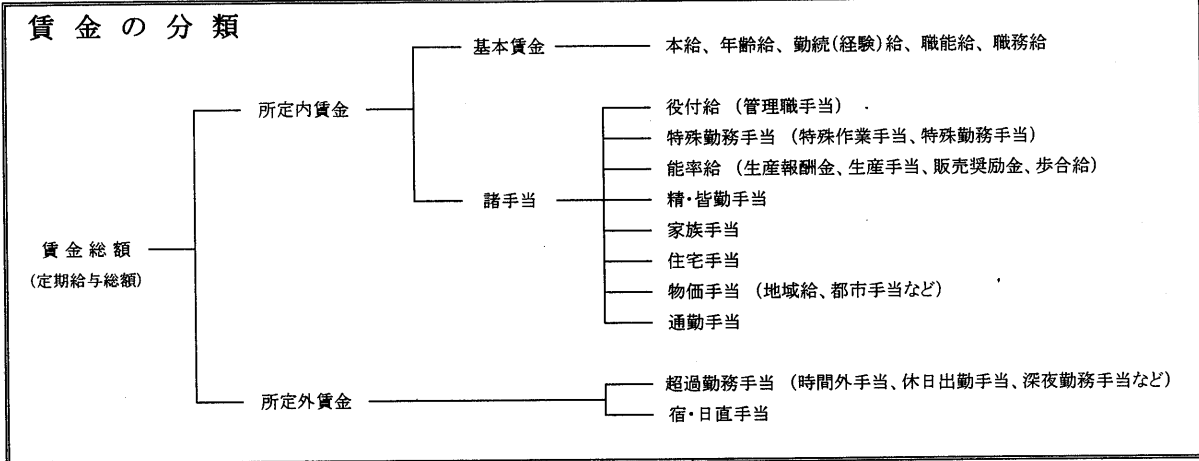 賃金の分類
基本賃金 本給、年齢給、勤続(経験)給、職能給、職務給
所定内賃金
役付給 (管理職手当)
特殊勤務手当 (特殊作業手当、特殊勤務手当)
能率給 (生産報酬金、生産手当、販売奨励金、歩合給)
諸手当 精・皆勤手当
家族手当
賃金総額
住宅手当
(定期給与総額)
物価手当 (地域給、都市手当など)
通勤手当
超過勤務手当 (時間外手当、休日出勤手当、深夜勤務手当など)
所定外賃金
宿・日直手当